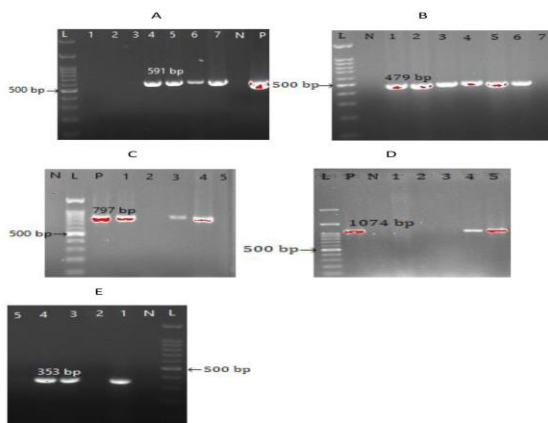 A
L 1 2 3 4 5 6 7 N P
591 bp
500 bp
B
L N 1 2 3 4 5 6 7
479 bp
500 bp
C
N L P 1 2 3 4 5
797 bp
500 bp
D
L P N 1 2 3 4 5
1074 bp
500 bp
E
5 4 3 2 1 N L
353 bp
500 bp